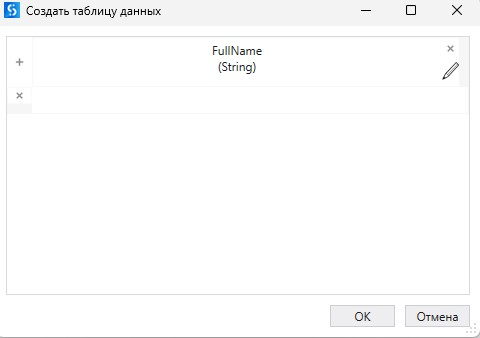 Создать таблицу данных
FullName
(String)
OK
Отмена